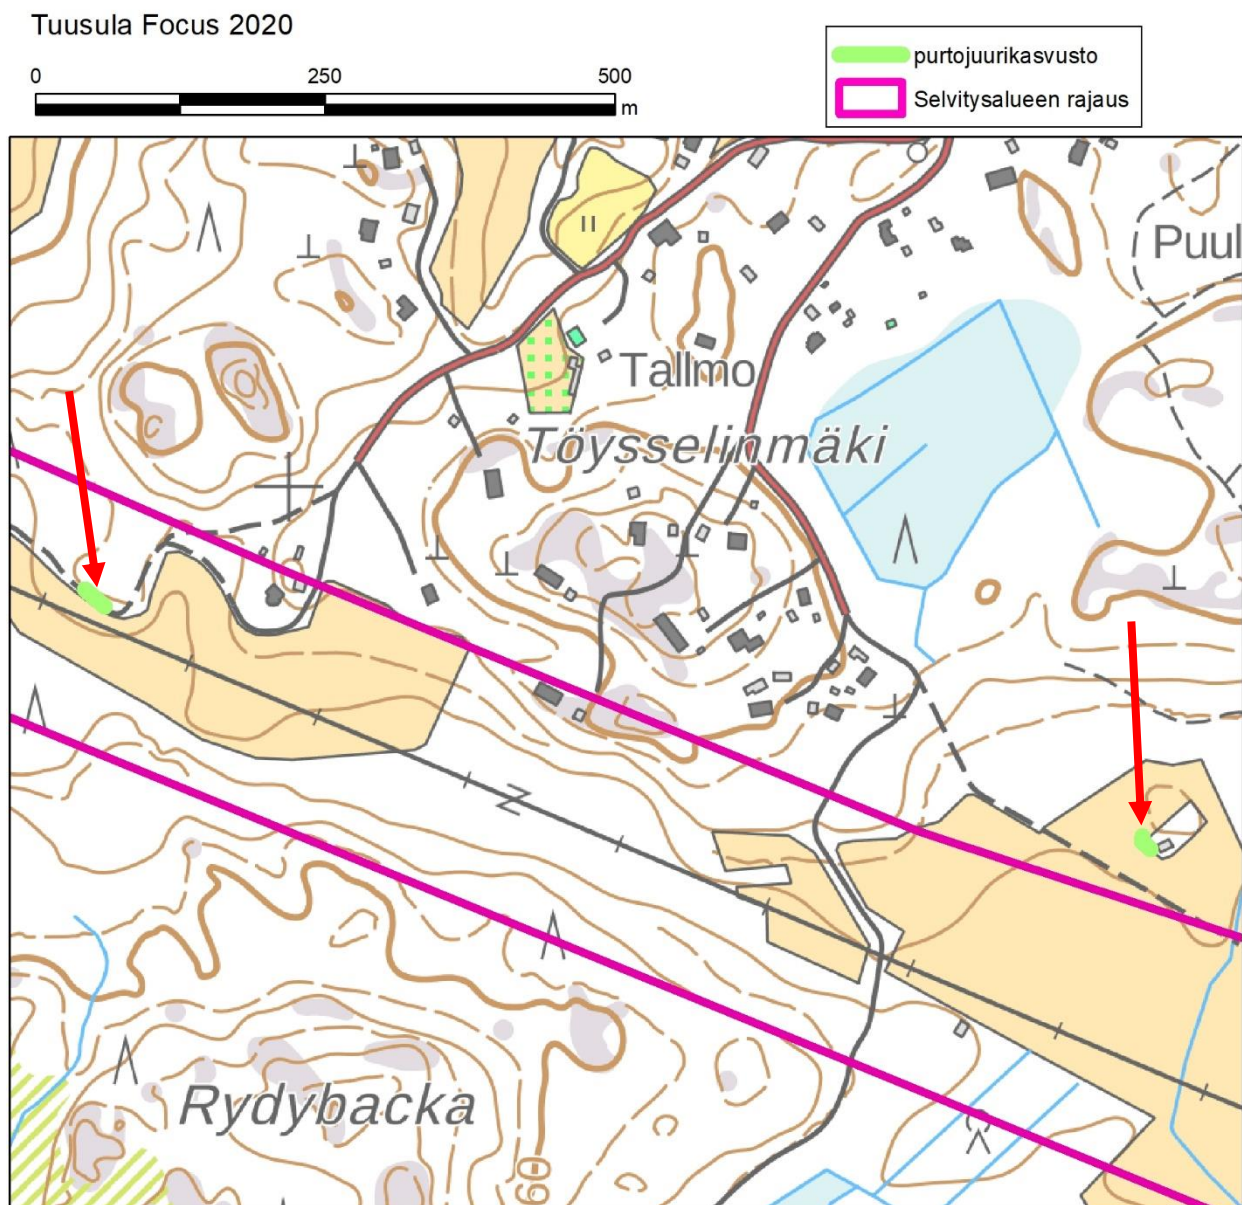 Tuusula Focus 2020
0 250 500
m
purtojuurikasvusto
Selvitysalueen rajaus
Puul
Tallmo
Töysselinmäki
Rydybacka